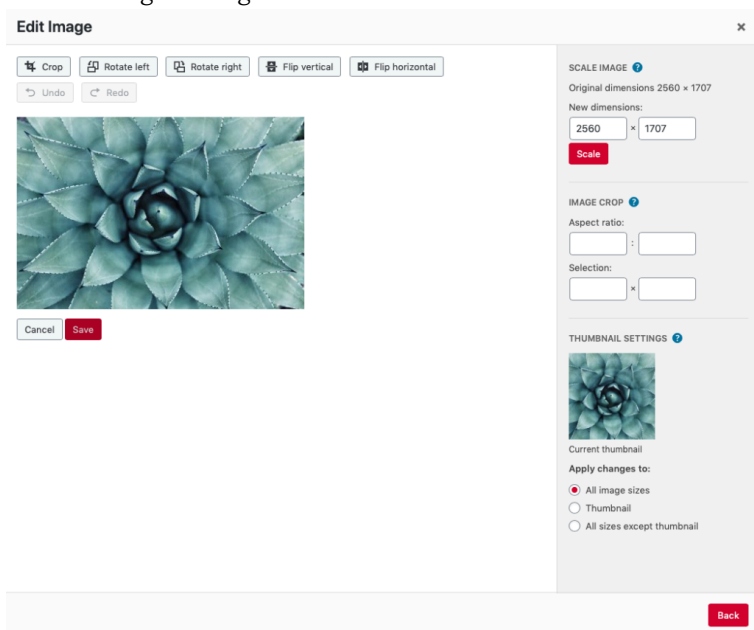 Edit Image
×
Crop Rotate left Rotate right Flip vertical Flip horizontal
Undo Redo
Cancel Save
SCALE IMAGE ?
Original dimensions 2560 × 1707
New dimensions:
2560 × 1707
Scale
IMAGE CROP ?
Aspect ratio:
:
Selection:
×
THUMBNAIL SETTINGS ?
Current thumbnail
Apply changes to:
All image sizes
Thumbnail
All sizes except thumbnail
Back